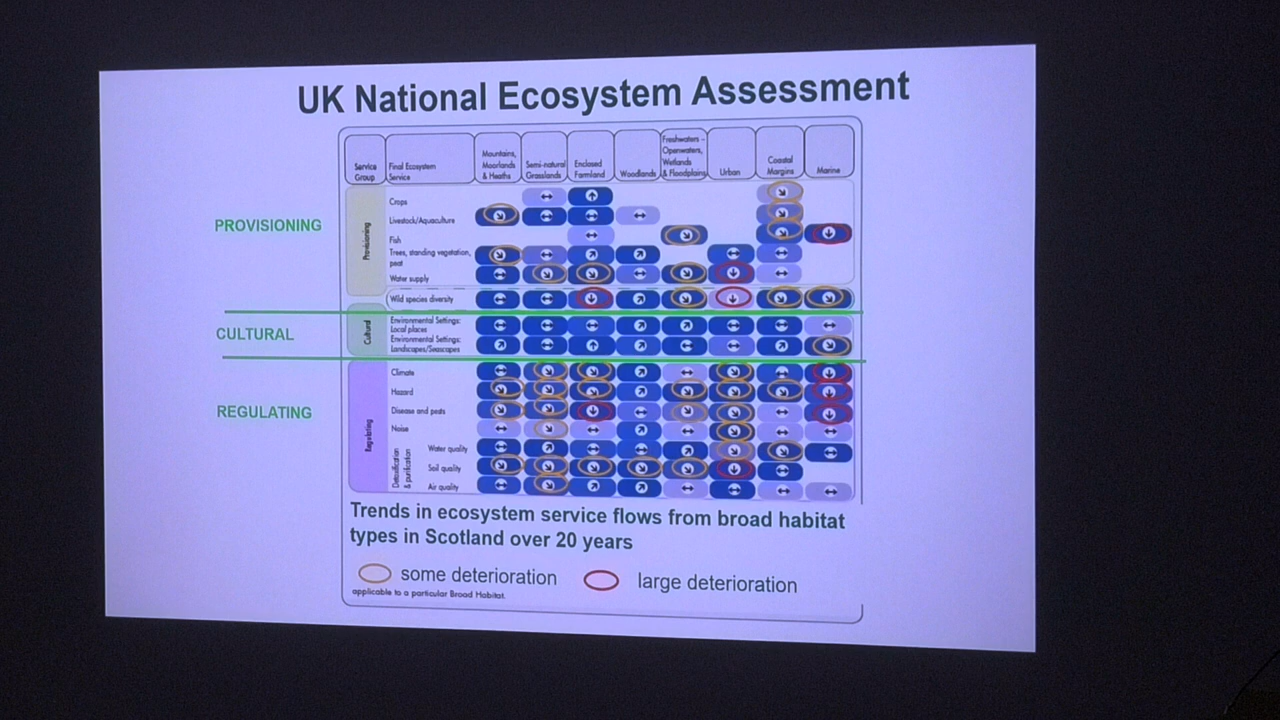 UK National Ecosystem Assessment
Service
Group
Final Ecosystem
Service
Mountains,
Moorlands
& Heaths
Semi-natural
Grasslands
Enclosed
Farmland
Woodlands
Freshwaters –
Openwaters,
Wetlands
& Floodplains
Urban
Coastal
Margins
Marine
PROVISIONING
Provisioning
Crops
Livestock/Aquaculture
Fish
Trees, standing vegetation,
peat
Water supply
Wild species diversity
CULTURAL
Cultural
Environmental Settings:
Local places
Environmental Settings:
Landscapes/Seascapes
REGULATING
Regulating
Climate
Hazard
Disease and pests
Noise
Detoxification
& purification
Water quality
Soil quality
Air quality
Trends in ecosystem service flows from broad habitat
types in Scotland over 20 years
some deterioration
large deterioration
applicable to a particular Broad Habitat.